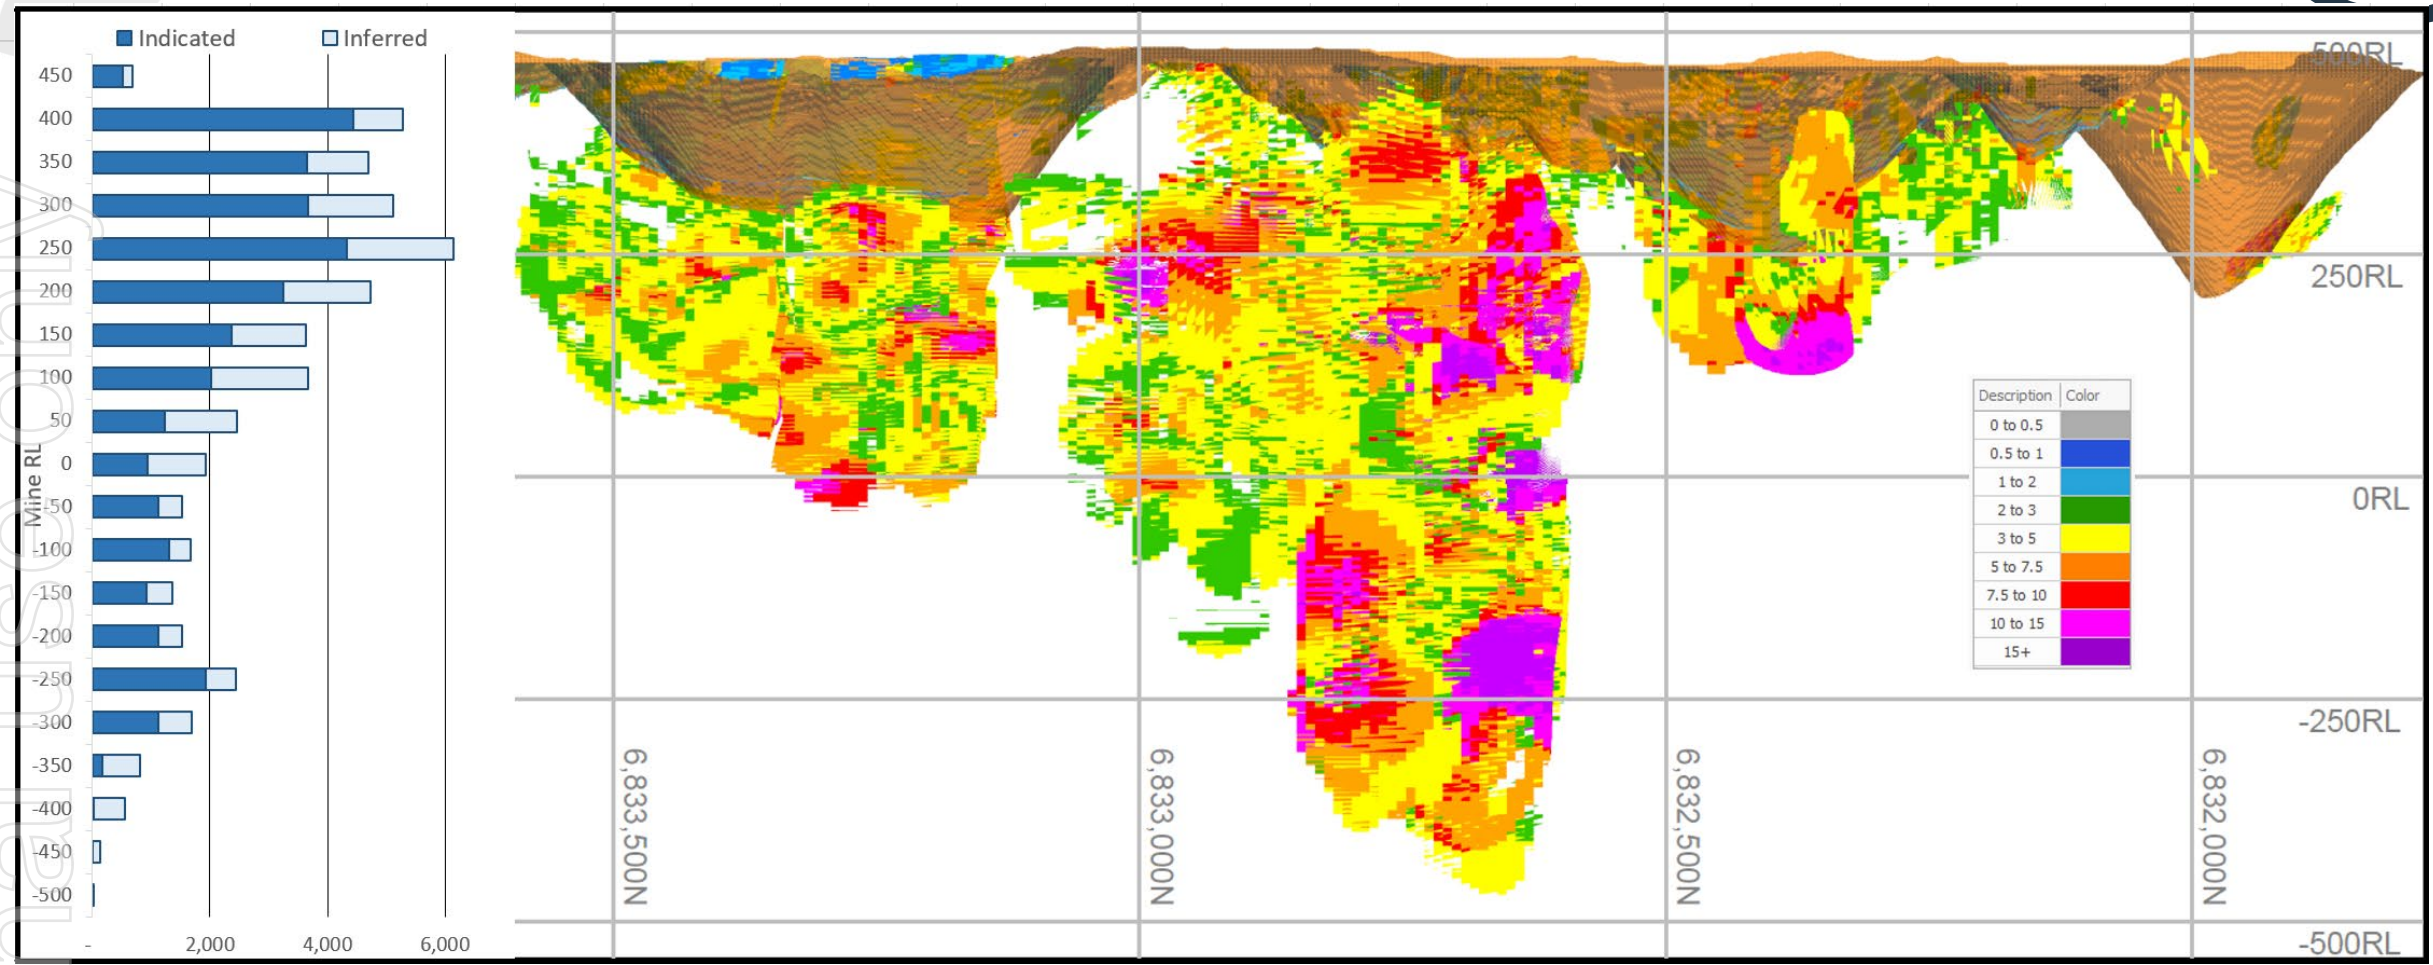 Indicated
Inferred
450
400
350
300
250
200
150
100
50
0
-50
-100
-150
-200
-250
-300
-350
-400
-450
-500
Mine RL
-
2,000
4,000
6,000
500RL
250RL
0RL
-250RL
-500RL
6,833,500N
6,833,000N
6,832,500N
6,832,000N
Description Color
0 to 0.5
0.5 to 1
1 to 2
2 to 3
3 to 5
5 to 7.5
7.5 to 10
10 to 15
15+
use only